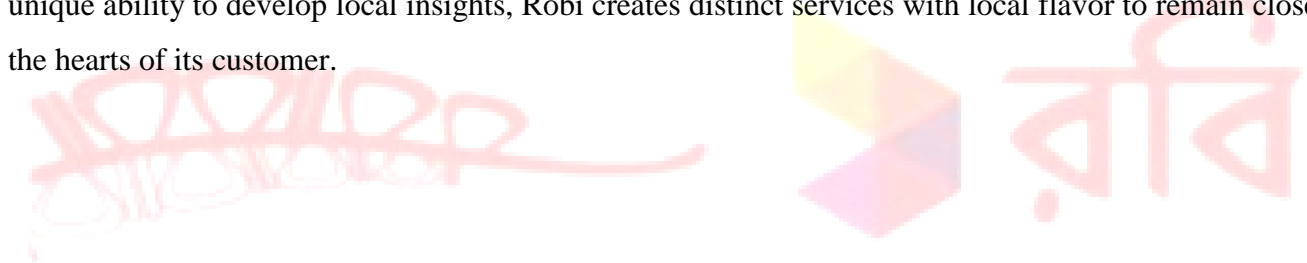 unique ability to develop local insights, Robi creates distinct services with local flavor to remain close
the hearts of its customer.
রবি